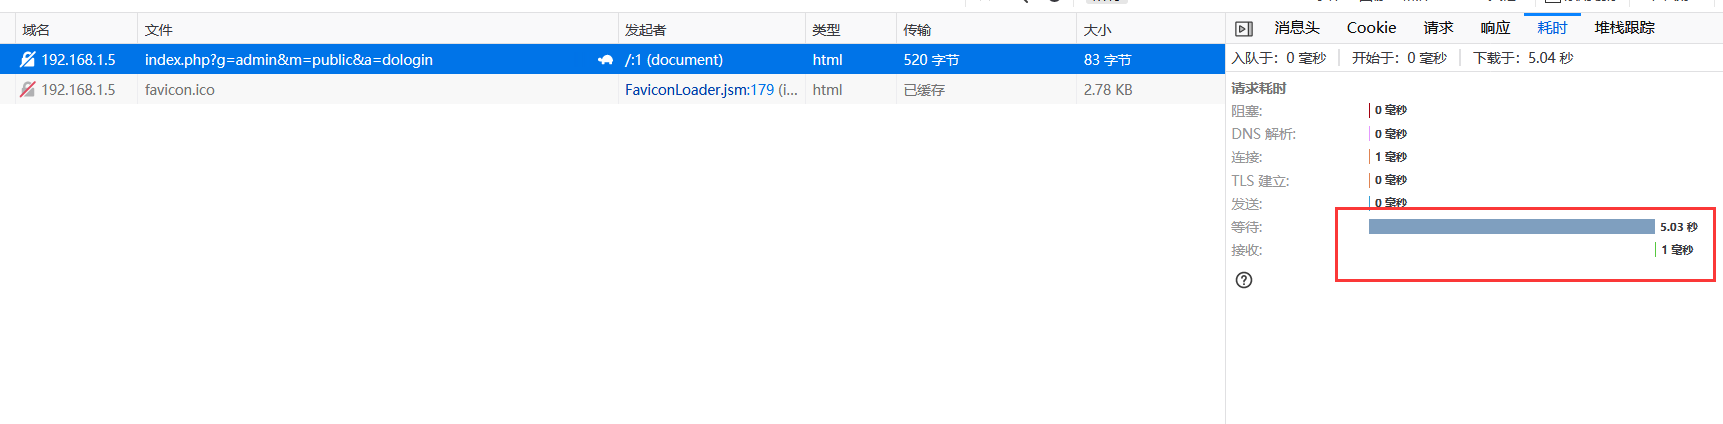 域名 文件 发起者 类型 传输 大小
192.168.1.5 index.php?g=admin&m=public&a=dologin /:1 (document) html 520 字节 83 字节
192.168.1.5 favicon.ico FaviconLoader.jsm:179 (i... html 已缓存 2.78 KB
消息头 Cookie 请求 响应 耗时 堆栈跟踪
入队于: 0 毫秒 开始于: 0 毫秒 下载于: 5.04 秒
请求耗时
阻塞: 0 毫秒
DNS 解析: 0 毫秒
连接: 1 毫秒
TLS 建立: 0 毫秒
发送: 0 毫秒
等待: 5.03 秒
接收: 1 毫秒